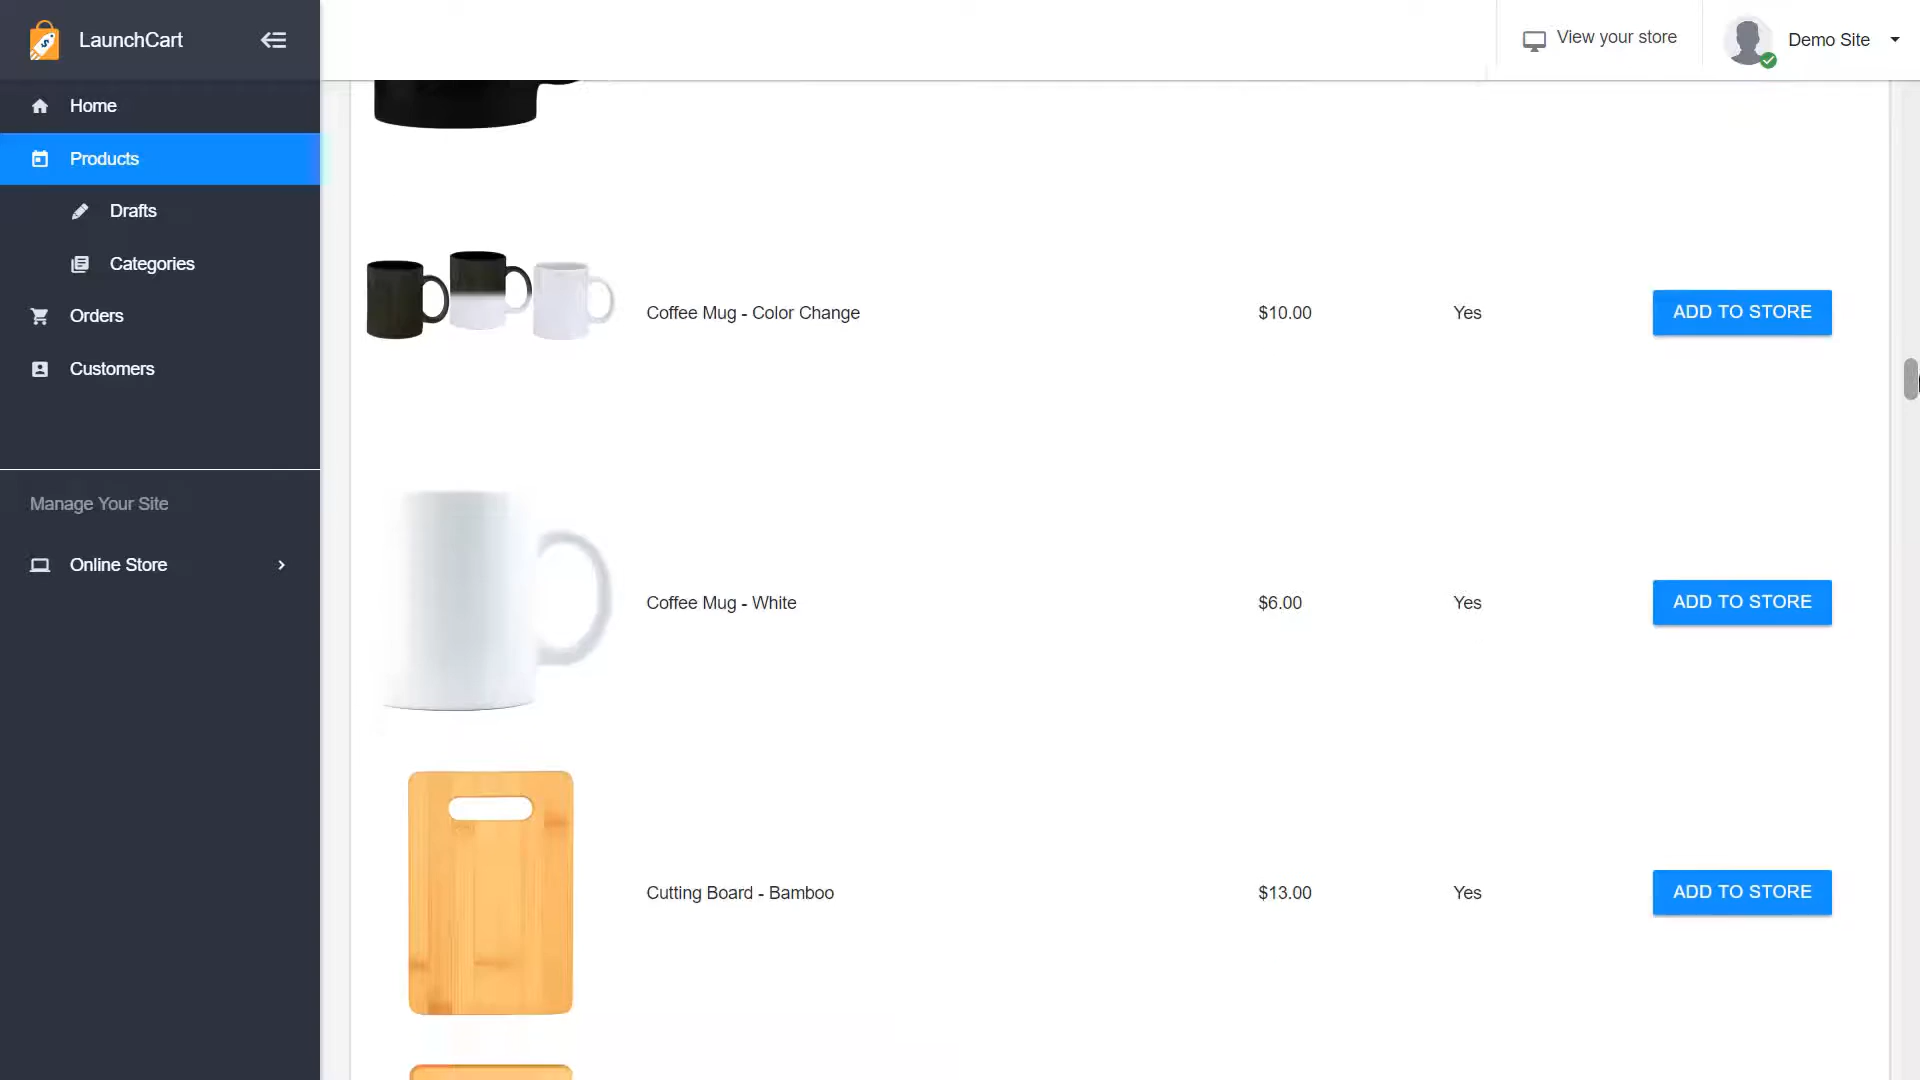 LaunchCart
View your store
Demo Site
Home
Products
Drafts
Categories
Orders
Customers
Manage Your Site
Online Store
Coffee Mug - Color Change $10.00 Yes ADD TO STORE
Coffee Mug - White $6.00 Yes ADD TO STORE
Cutting Board - Bamboo $13.00 Yes ADD TO STORE